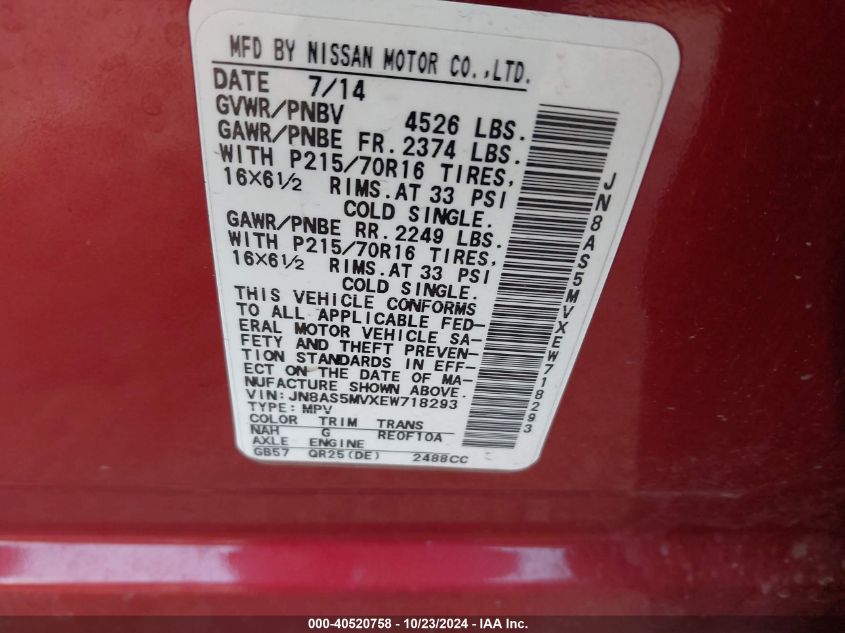 MFD BY NISSAN MOTOR CO.,LTD.
DATE 7/14
GVWR/PNBV 4526 LBS.
GAWR/PNBE FR. 2374 LBS.
WITH P215/70R16 TIRES,
16X6½ RIMS. AT 33 PSI
COLD SINGLE.
GAWR/PNBE RR. 2249 LBS.
WITH P215/70R16 TIRES,
16X6½ RIMS. AT 33 PSI
COLD SINGLE.
THIS VEHICLE CONFORMS
TO ALL APPLICABLE FED-
ERAL MOTOR VEHICLE SA-
FETY AND THEFT PREVEN-
TION STANDARDS IN EFF-
ECT ON THE DATE OF MA-
NUFACTURE SHOWN ABOVE.
VIN: JN8AS5MVXEW718293
TYPE: MPV
COLOR TRIM TRANS
NAH G RE0F10A
AXLE ENGINE
GB57 QR25(DE) 2488CC
JN8AS5MVXEW718293
000-40520758 - 10/23/2024 - IAA Inc.